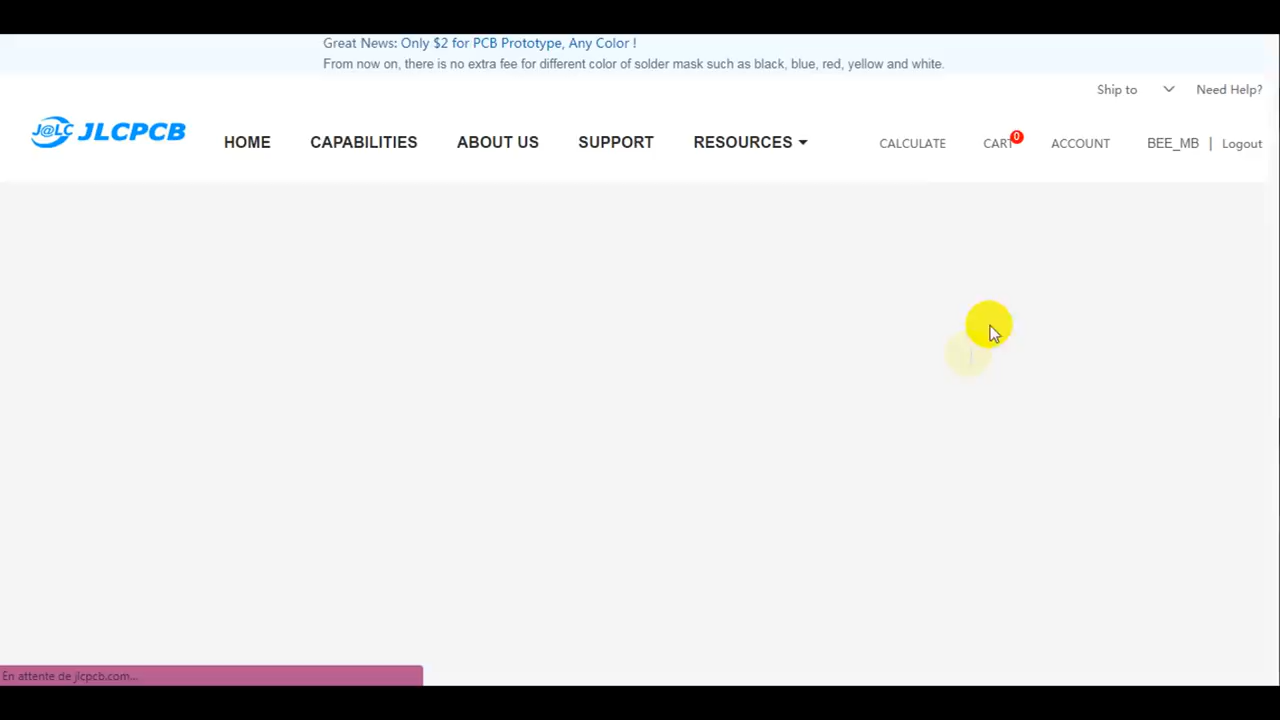 Great News: Only $2 for PCB Prototype, Any Color !
From now on, there is no extra fee for different color of solder mask such as black, blue, red, yellow and white.
Ship to Need Help?
J@LC JLCPCB HOME CAPABILITIES ABOUT US SUPPORT RESOURCES CALCULATE CART 0 ACCOUNT BEE_MB | Logout
En attente de jlcpcb.com...